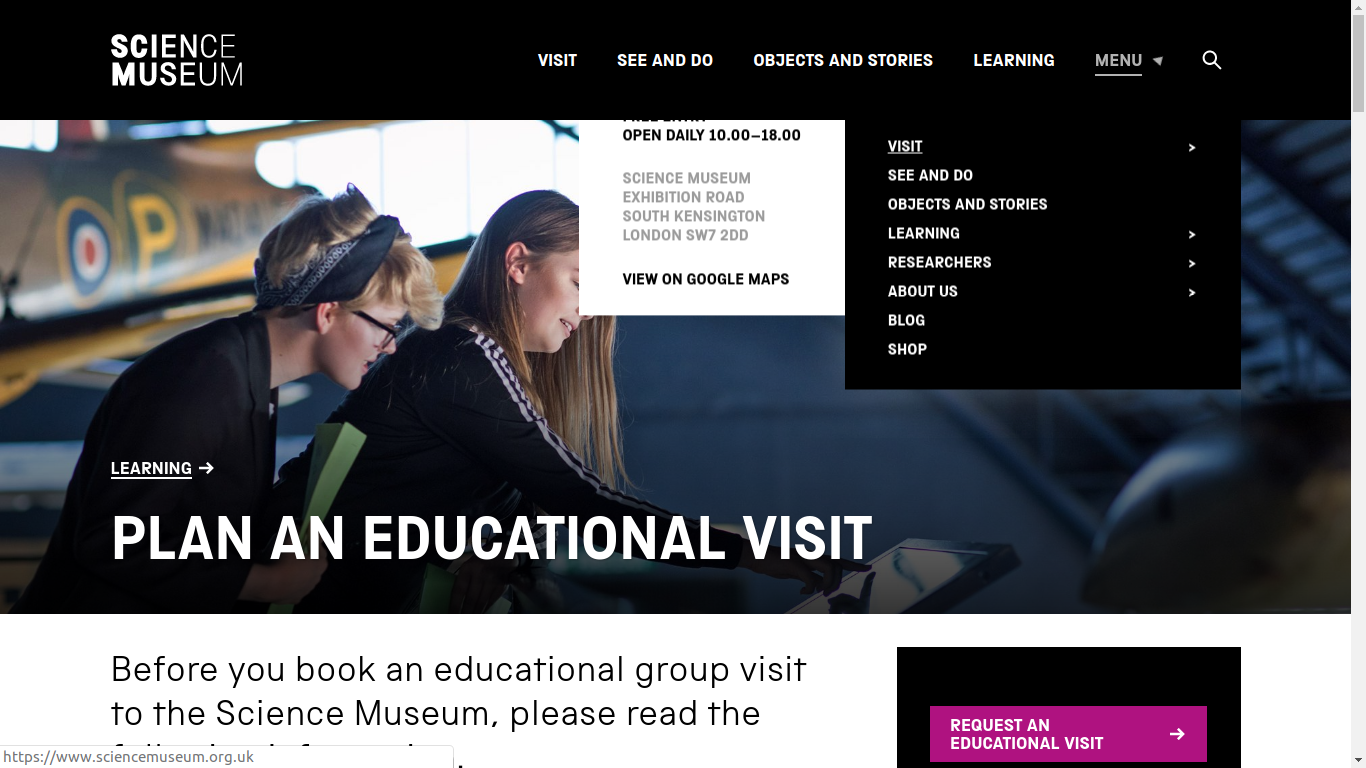 SCIENCE
MUSEUM
VISIT
SEE AND DO
OBJECTS AND STORIES
LEARNING
MENU
FREE ENTRY
OPEN DAILY 10.00–18.00
SCIENCE MUSEUM
EXHIBITION ROAD
SOUTH KENSINGTON
LONDON SW7 2DD
VIEW ON GOOGLE MAPS
VISIT >
SEE AND DO
OBJECTS AND STORIES
LEARNING >
RESEARCHERS >
ABOUT US >
BLOG
SHOP
P
LEARNING →
PLAN AN EDUCATIONAL VISIT
Before you book an educational group visit
to the Science Museum, please read the
REQUEST AN
EDUCATIONAL VISIT →
https://www.sciencemuseum.org.uk